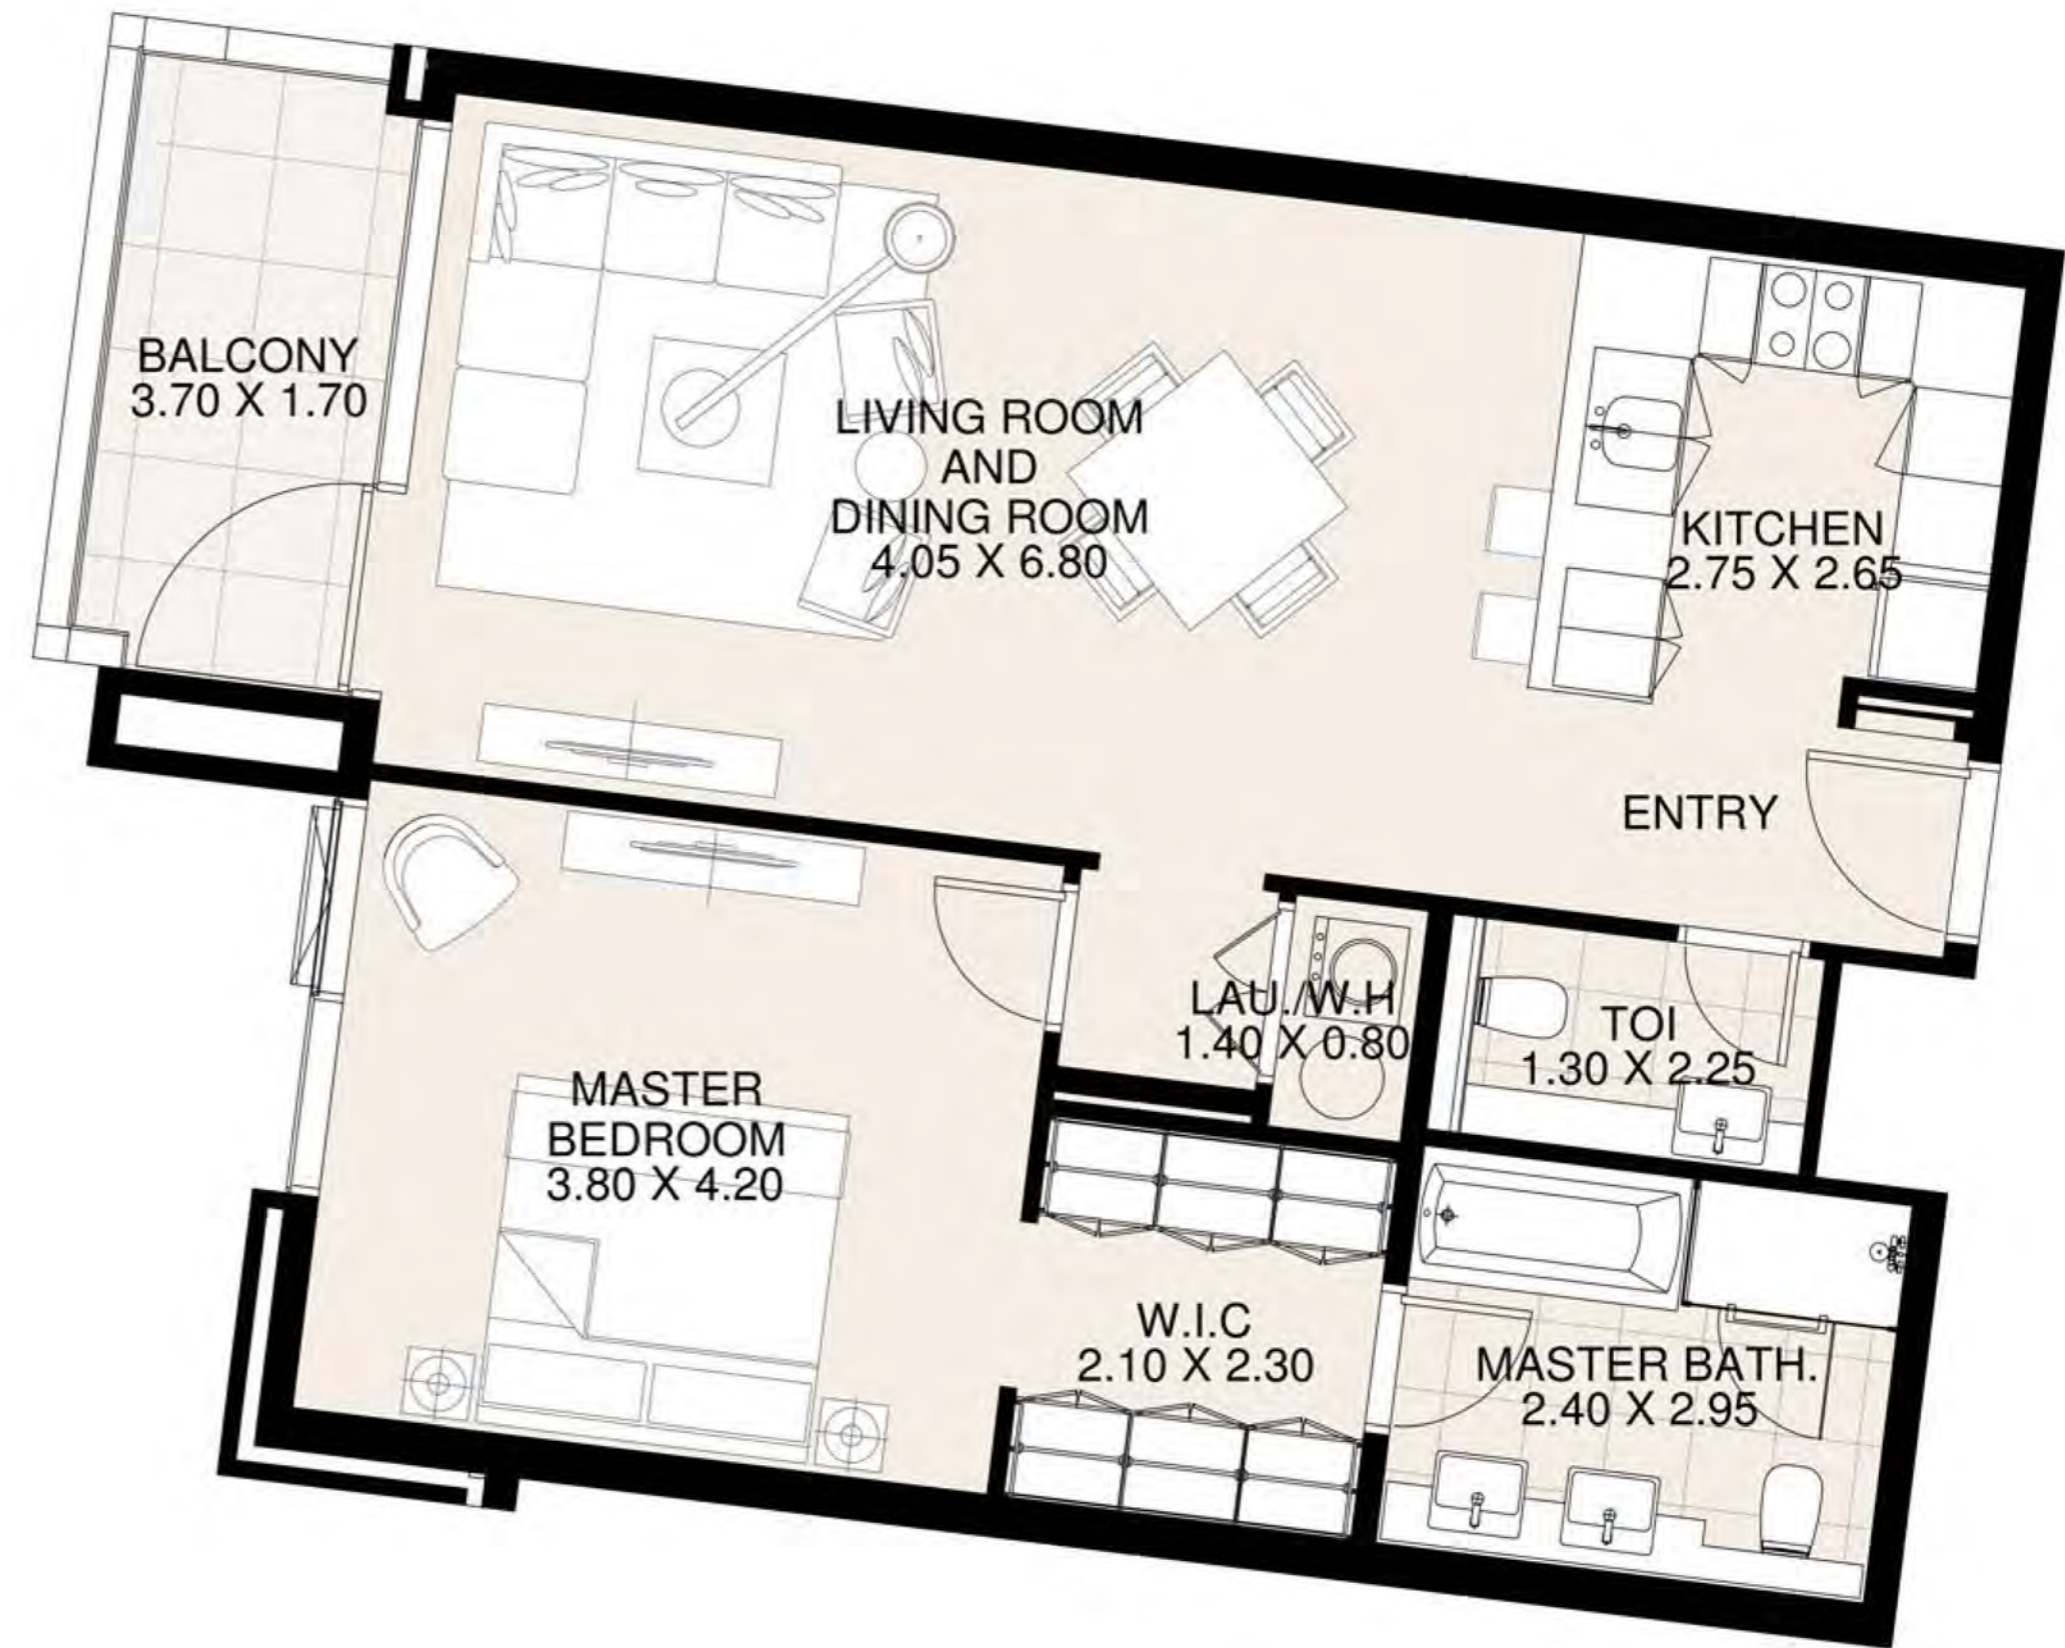 BALCONY
3.70 X 1.70
LIVING ROOM
AND
DINING ROOM
4.05 X 6.80
KITCHEN
2.75 X 2.65
ENTRY
LAU./W.H
1.40 X 0.80
TOI
1.30 X 2.25
MASTER
BEDROOM
3.80 X 4.20
W.I.C
2.10 X 2.30
MASTER BATH.
2.40 X 2.95